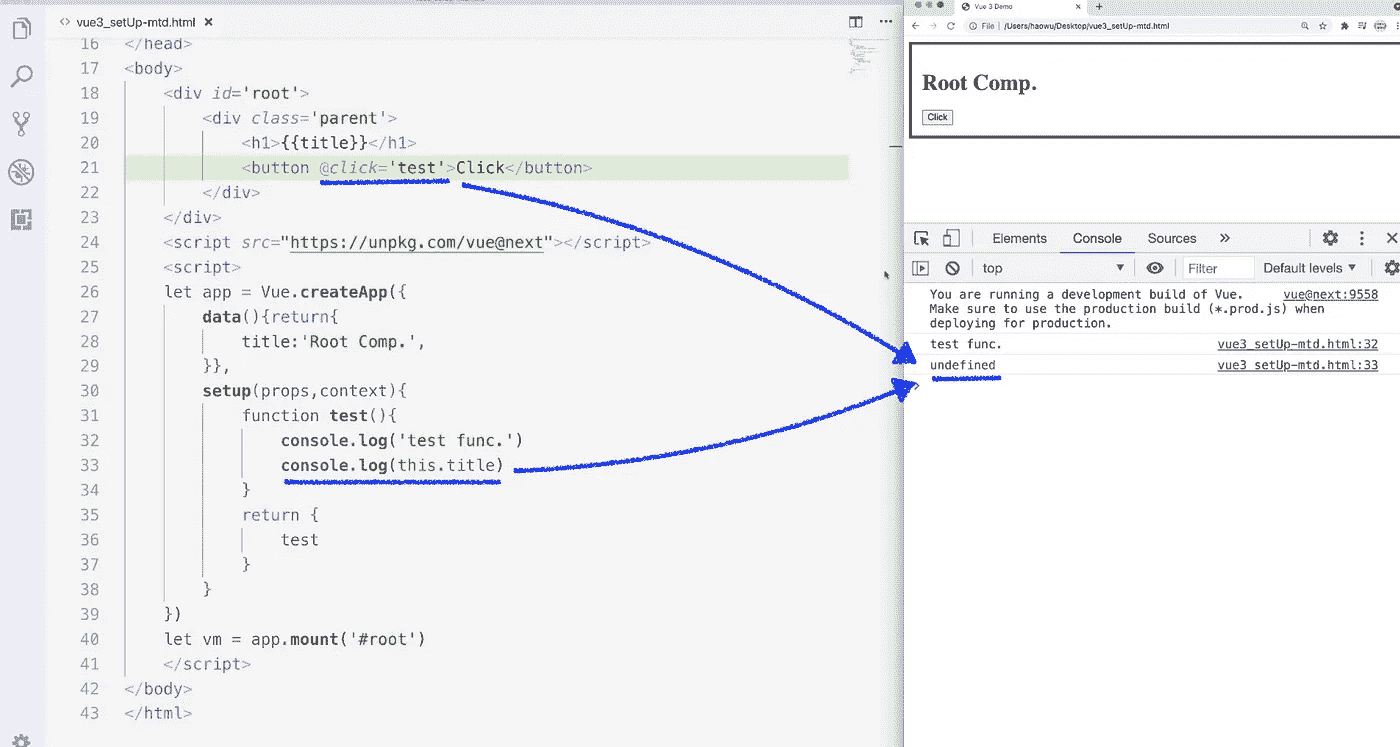 vue3_setUp-mtd.html
16 </head>
17 <body>
18 <div id='root'>
19 <div class='parent'>
20 <h1>{{title}}</h1>
21 <button @click='test'>Click</button>
22 </div>
23 </div>
24 <script src="https://unpkg.com/vue@next"></script>
25 <script>
26 let app = Vue.createApp({
27 data(){return{
28 title:'Root Comp.',
29 }},
30 setup(props,context){
31 function test(){
32 console.log('test func.')
33 console.log(this.title)
34 }
35 return {
36 test
37 }
38 }
39 })
40 let vm = app.mount('#root')
41 </script>
42 </body>
43 </html>
Vue 3 Demo
File | /Users/haowu/Desktop/vue3_setUp-mtd.html
Root Comp.
Click
Elements Console Sources
top Filter Default levels
You are running a development build of Vue. vue@next:9558
Make sure to use the production build (*.prod.js) when
deploying for production.
test func. vue3_setUp-mtd.html:32
undefined vue3_setUp-mtd.html:33